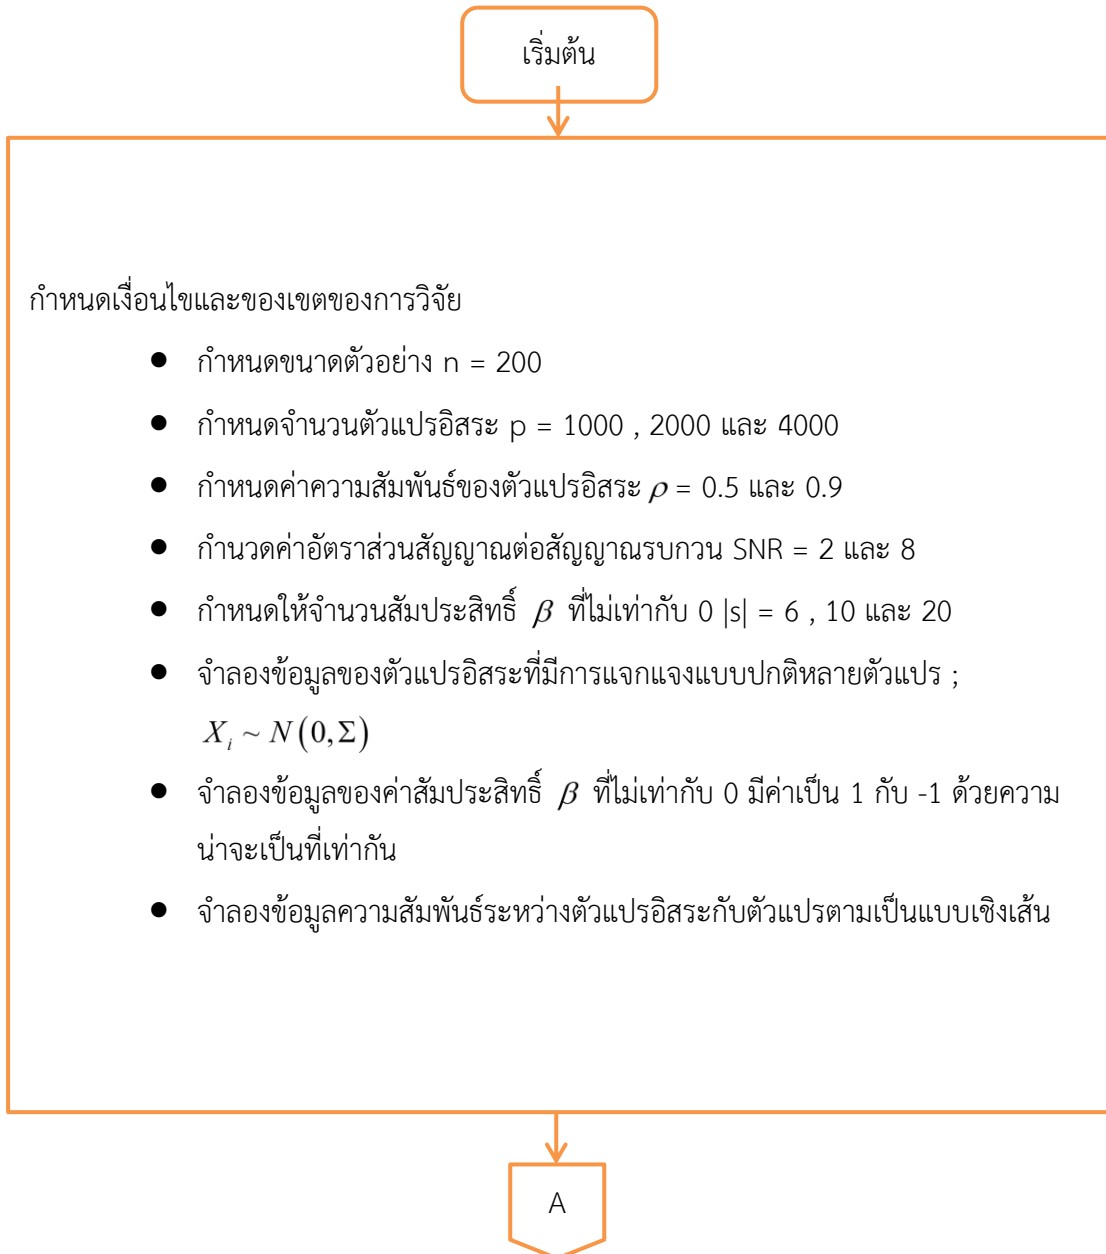 เริ่มต้น
กำหนดเงื่อนไขและของเขตของการวิจัย
● กำหนดขนาดตัวอย่าง n = 200
● กำหนดจำนวนตัวแปรอิสระ p = 1000 , 2000 และ 4000
● กำหนดค่าความสัมพันธ์ของตัวแปรอิสระ ρ = 0.5 และ 0.9
● กำนวดค่าอัตราส่วนสัญญาณต่อสัญญาณรบกวน SNR = 2 และ 8
● กำหนดให้จำนวนสัมประสิทธิ์ β ที่ไม่เท่ากับ 0 |s| = 6 , 10 และ 20
● จำลองข้อมูลของตัวแปรอิสระที่มีการแจกแจงแบบปกติหลายตัวแปร ;
X_i ~ N(0,Σ)
● จำลองข้อมูลของค่าสัมประสิทธิ์ β ที่ไม่เท่ากับ 0 มีค่าเป็น 1 กับ -1 ด้วยความ
น่าจะเป็นที่เท่ากัน
● จำลองข้อมูลความสัมพันธ์ระหว่างตัวแปรอิสระกับตัวแปรตามเป็นแบบเชิงเส้น
A